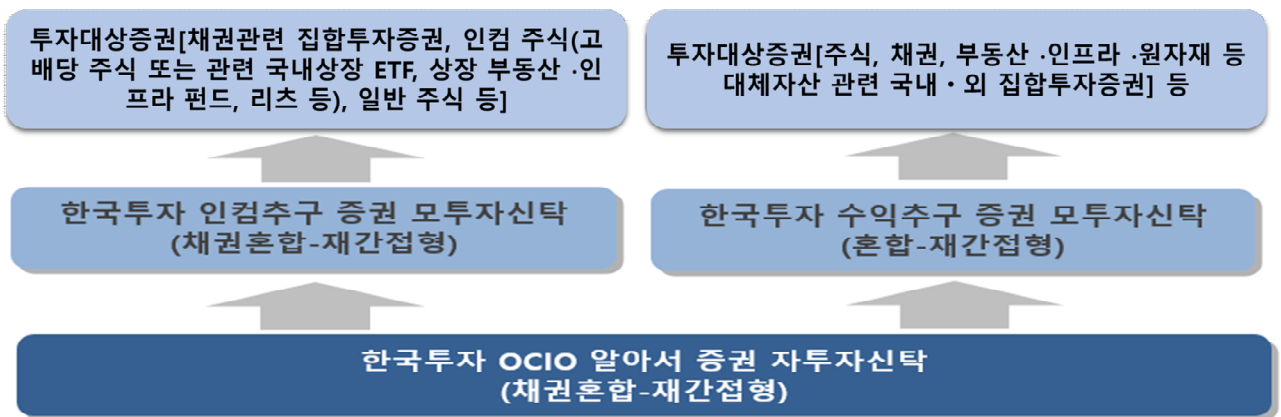 투자대상증권[채권관련 집합투자증권, 인컴 주식(고
배당 주식 또는 관련 국내상장 ETF, 상장 부동산 ·인
프라 펀드, 리츠 등), 일반 주식 등]
투자대상증권[주식, 채권, 부동산 ·인프라 ·원자재 등
대체자산 관련 국내・외 집합투자증권] 등
한국투자 인컴추구 증권 모투자신탁
(채권혼합-재간접형)
한국투자 수익추구 증권 모투자신탁
(혼합-재간접형)
한국투자 OCIO 알아서 증권 자투자신탁
(채권혼합-재간접형)